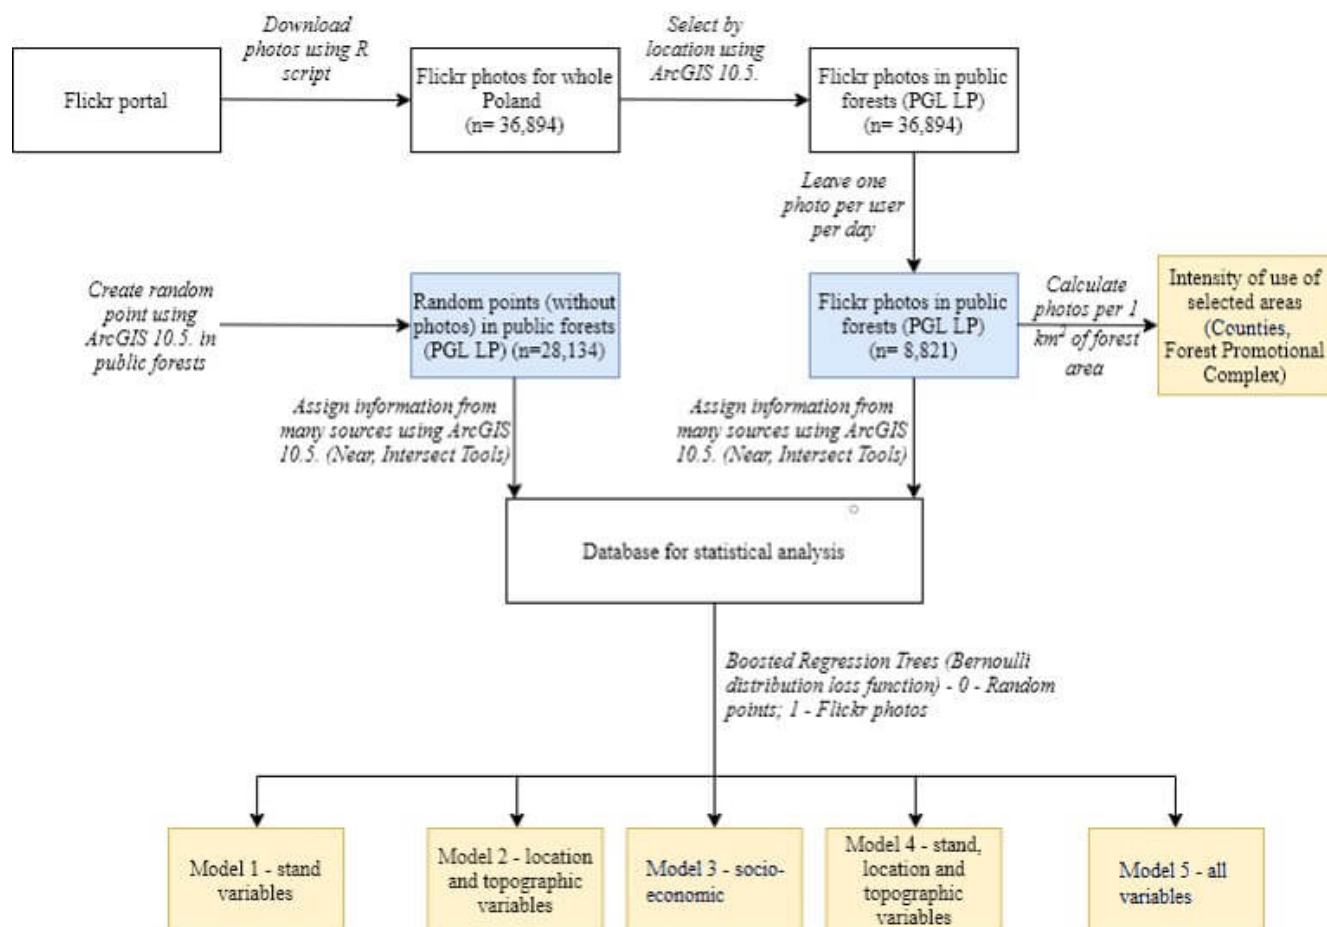 Download
photos using R
script
Select by
location using
ArcGIS 10.5.
Flickr portal
Flickr photos for whole
Poland
(n= 36,894)
Flickr photos in public
forests (PGL LP)
(n= 36,894)
Leave one
photo per user
per day
Create random
point using
ArcGIS 10.5. in
public forests
Random points (without
photos) in public forests
(PGL LP) (n=28,134)
Flickr photos in public
forests (PGL LP)
(n= 8,821)
Calculate
photos per 1
km² of forest
area
Intensity of use of
selected areas
(Counties,
Forest Promotional
Complex)
Assign information from
many sources using ArcGIS
10.5. (Near, Intersect Tools)
Assign information from
many sources using ArcGIS
10.5. (Near, Intersect Tools)
Database for statistical analysis
Boosted Regression Trees (Bernoulli
distribution loss function) - 0 - Random
points; 1 - Flickr photos
Model 1 - stand
variables
Model 2 - location
and topographic
variables
Model 3 - socio-
economic
Model 4 - stand,
location and
topographic
variables
Model 5 - all
variables